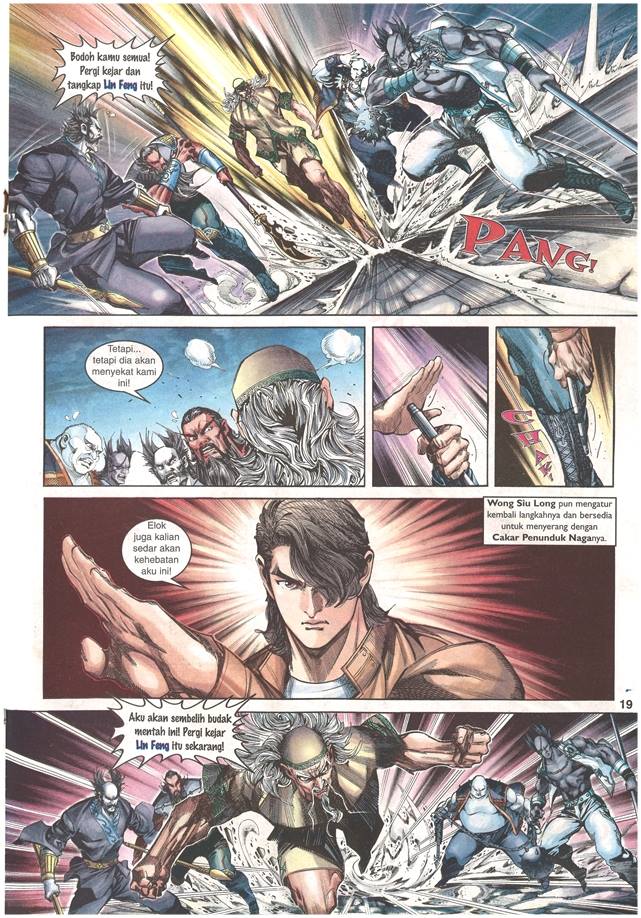 Bodoh kamu semua!
Pergi kejar dan
tangkap Lin Feng itu!
PANG!
Tetapi...
tetapi dia akan
menyekat kami
ini!
CHAK!
Wong Siu Long pun mengatur
kembali langkahnya dan bersedia
untuk menyerang dengan
Cakar Penunduk Naganya.
Elok
juga kalian
sedar akan
kehebatan
aku ini!
19
Aku akan sembelih budak
mentah ini! Pergi kejar
Lin Feng itu sekarang!